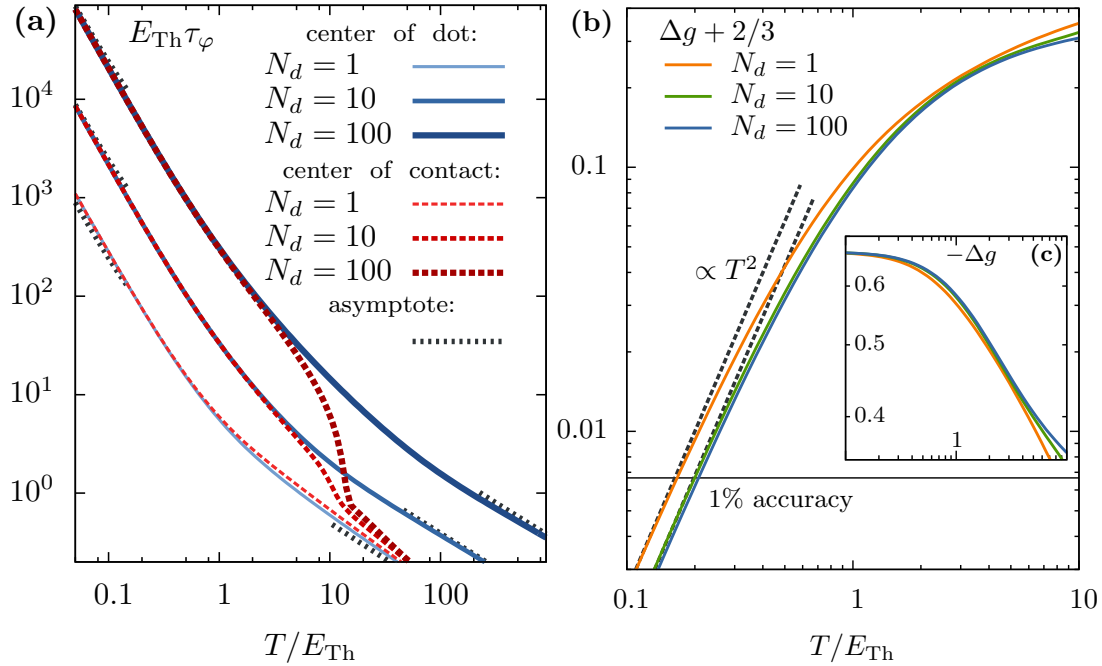 (a)
E_Th τ_φ
center of dot:
N_d = 1
N_d = 10
N_d = 100
center of contact:
N_d = 1
N_d = 10
N_d = 100
asymptote:
10^4
10^3
10^2
10^1
10^0
0.1 1 10 100
T/E_Th
(b)
Δg + 2/3
N_d = 1
N_d = 10
N_d = 100
0.1
0.01
∝ T^2
1% accuracy
0.1 1 10
T/E_Th
−Δg (c)
0.6
0.5
0.4
1